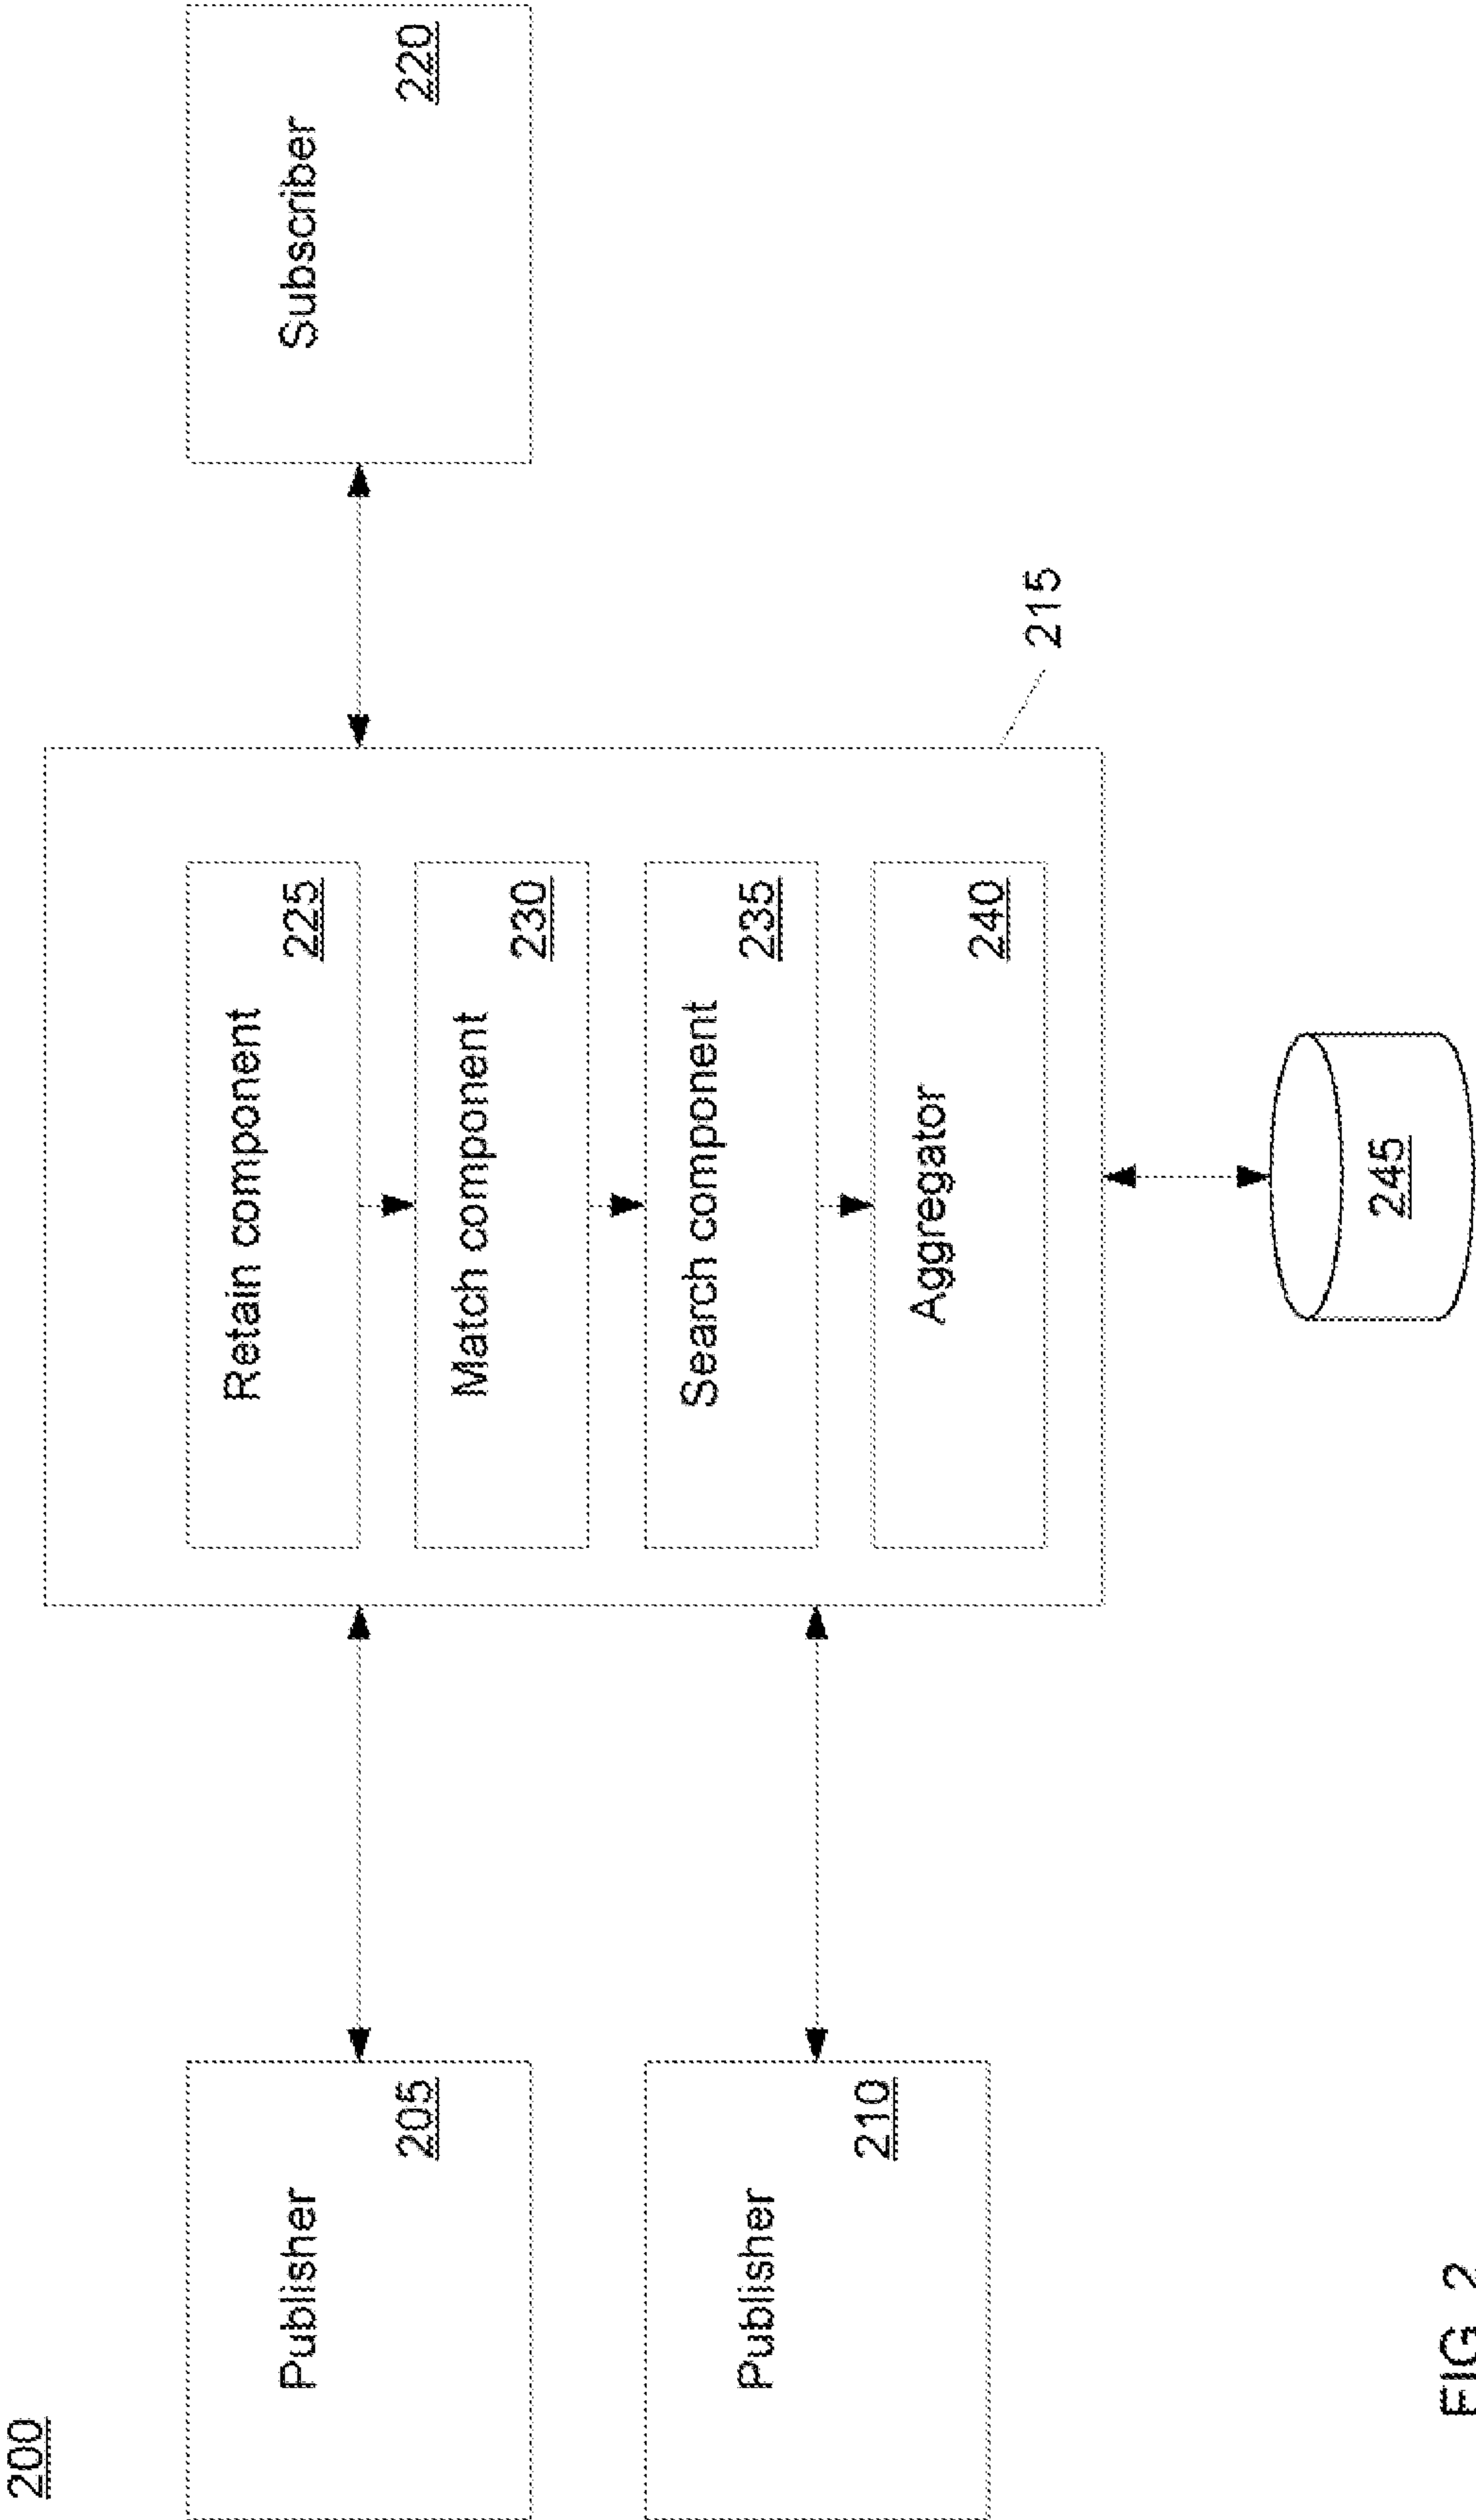 200
Publisher
205
Publisher
210
Retain component
225
Match component
230
Search component
235
Aggregator
240
215
Subscriber
220
245
FIG. 2